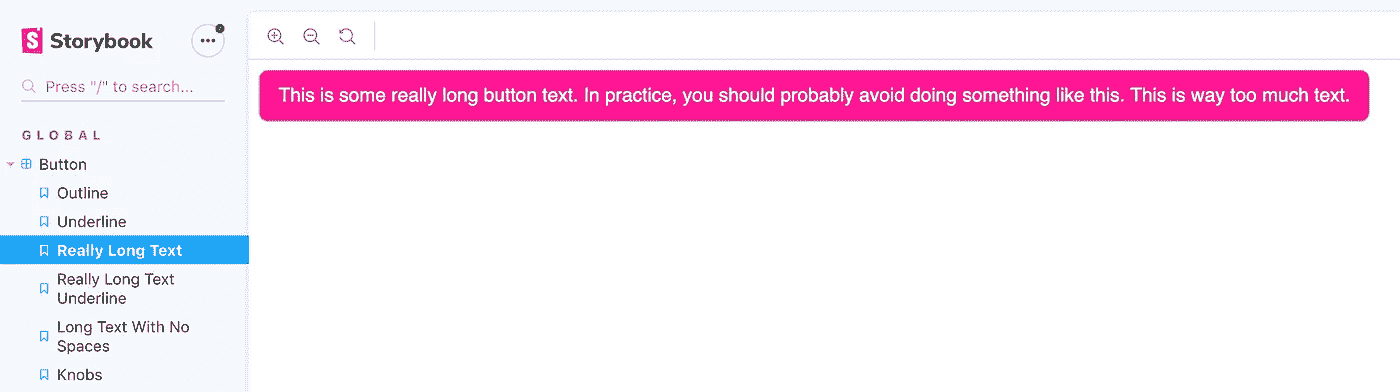 Storybook
Press "/" to search...
GLOBAL
Button
Outline
Underline
Really Long Text
Really Long Text
Underline
Long Text With No
Spaces
Knobs
This is some really long button text. In practice, you should probably avoid doing something like this. This is way too much text.